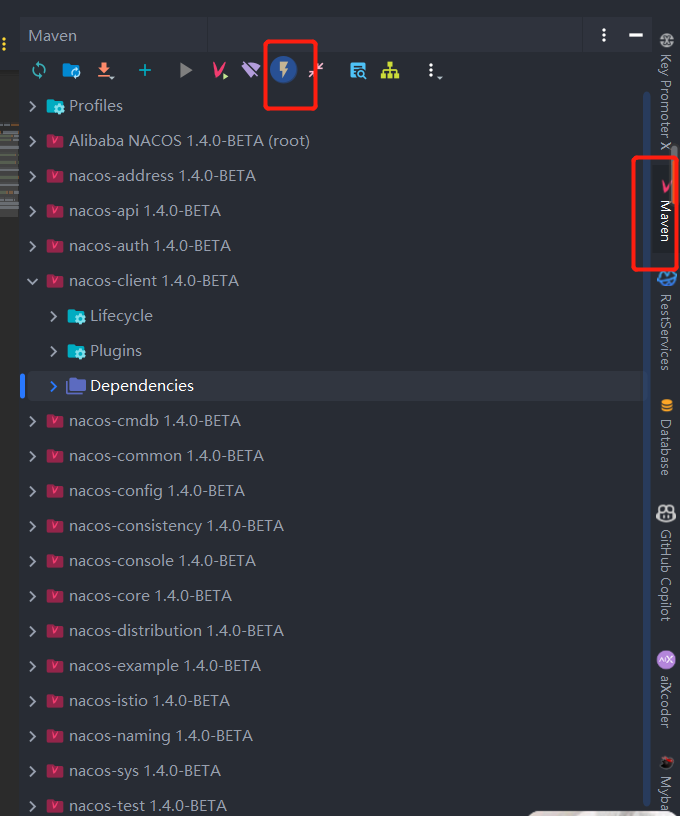 Maven
Profiles
Alibaba NACOS 1.4.0-BETA (root)
nacos-address 1.4.0-BETA
nacos-api 1.4.0-BETA
nacos-auth 1.4.0-BETA
nacos-client 1.4.0-BETA
Lifecycle
Plugins
Dependencies
nacos-cmdb 1.4.0-BETA
nacos-common 1.4.0-BETA
nacos-config 1.4.0-BETA
nacos-consistency 1.4.0-BETA
nacos-console 1.4.0-BETA
nacos-core 1.4.0-BETA
nacos-distribution 1.4.0-BETA
nacos-example 1.4.0-BETA
nacos-istio 1.4.0-BETA
nacos-naming 1.4.0-BETA
nacos-sys 1.4.0-BETA
nacos-test 1.4.0-BETA
Key Promoter X
Maven
RestServices
Database
GitHub Copilot
aiXcoder
Myba